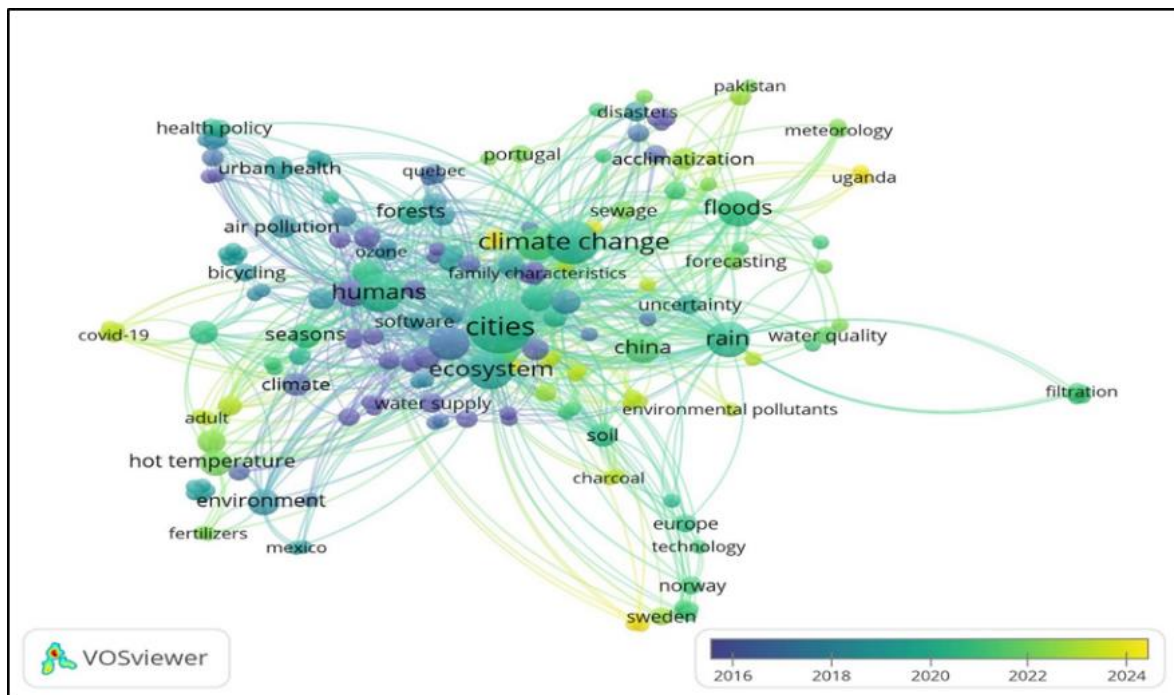 pakistan
disasters
health policy
meteorology
portugal
acclimatization
urban health
quebec
uganda
forests
sewage
floods
air pollution
climate change
ozone
forecasting
bicycling
family characteristics
humans
uncertainty
covid-19
seasons
software
cities
rain
water quality
china
ecosystem
climate
filtration
adult
water supply
environmental pollutants
soil
hot temperature
charcoal
environment
europe
fertilizers
mexico
technology
norway
sweden
VOSviewer
2016 2018 2020 2022 2024